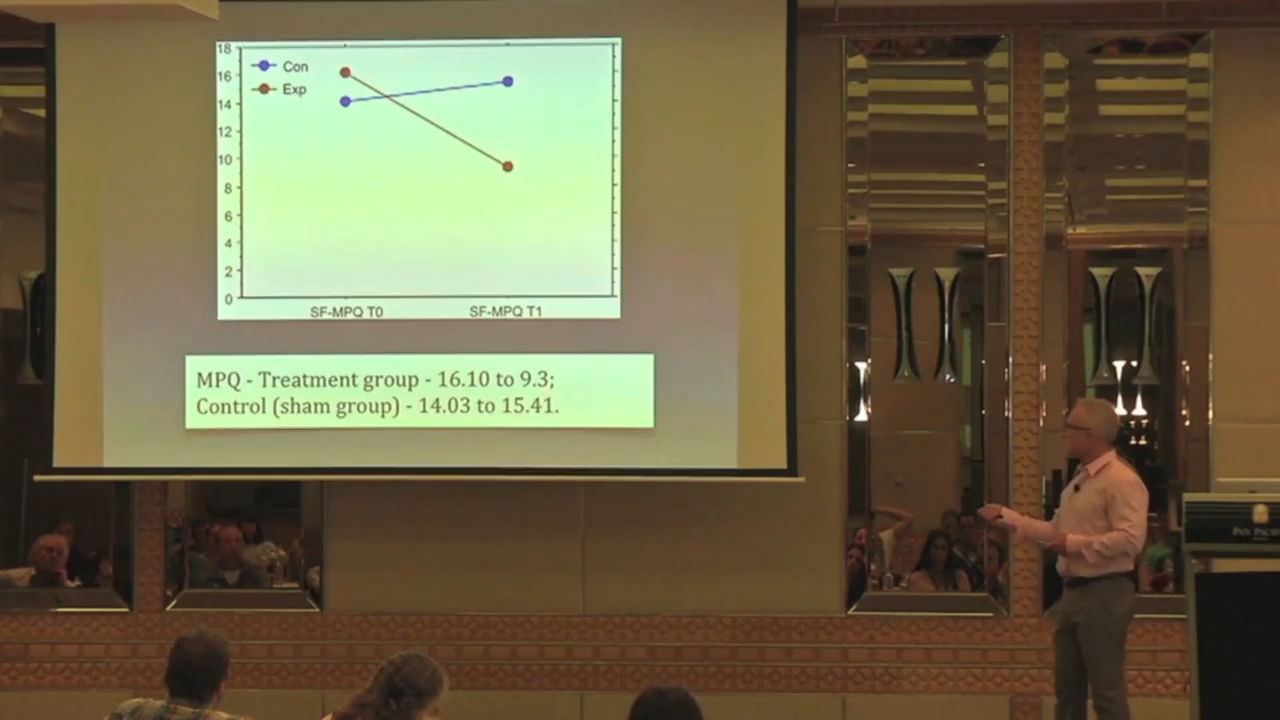 18
Con
16
Exp
14
12
10
8
6
4
2
0
SF-MPQ T0 SF-MPQ T1
MPQ - Treatment group - 16.10 to 9.3;
Control (sham group) - 14.03 to 15.41.
PAN